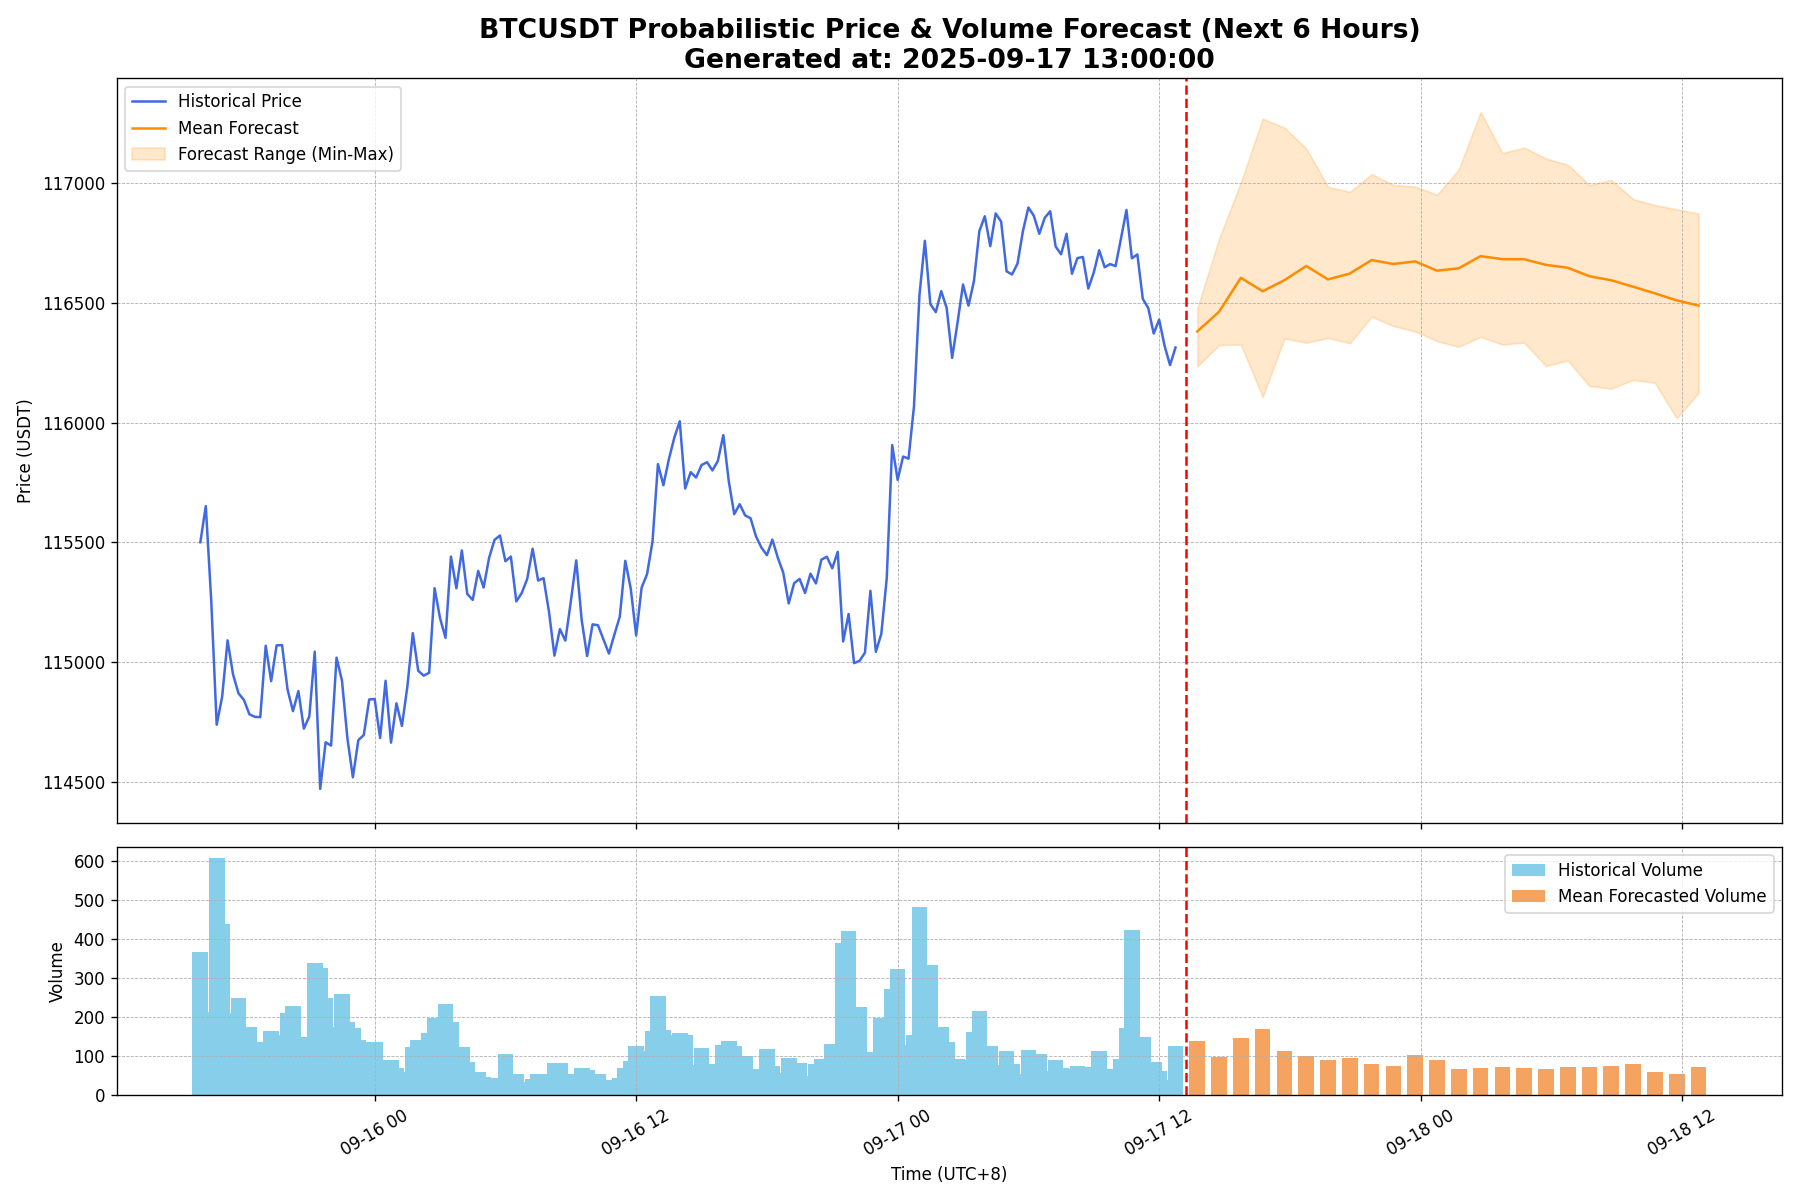 BTCUSDT Probabilistic Price & Volume Forecast (Next 6 Hours)
Generated at: 2025-09-17 13:00:00
Historical Price
Mean Forecast
Forecast Range (Min-Max)
Price (USDT)
117000
116500
116000
115500
115000
114500
Historical Volume
Mean Forecasted Volume
Volume
600
500
400
300
200
100
0
09-16 00
09-16 12
09-17 00
09-17 12
09-18 00
09-18 12
Time (UTC+8)